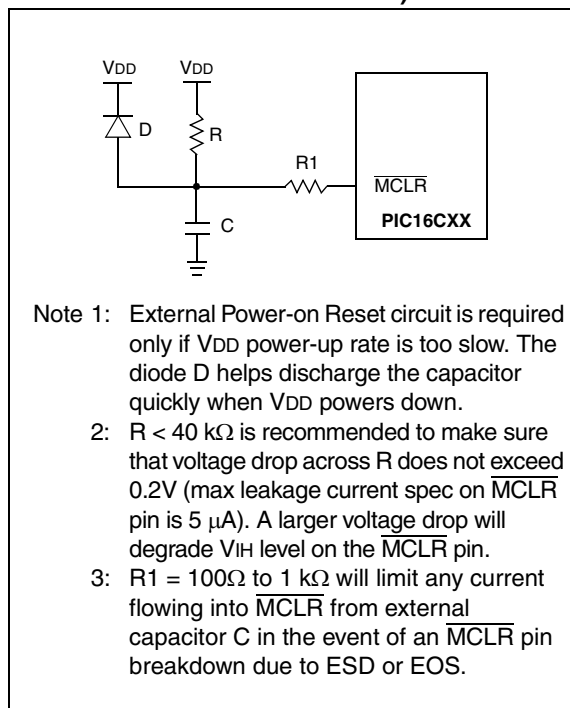 VDD VDD
D
R
R1
MCLR
C
PIC16CXX
Note 1: External Power-on Reset circuit is required
only if VDD power-up rate is too slow. The
diode D helps discharge the capacitor
quickly when VDD powers down.
2: R < 40 kΩ is recommended to make sure
that voltage drop across R does not exceed
0.2V (max leakage current spec on MCLR
pin is 5 μA). A larger voltage drop will
degrade VIH level on the MCLR pin.
3: R1 = 100Ω to 1 kΩ will limit any current
flowing into MCLR from external
capacitor C in the event of an MCLR pin
breakdown due to ESD or EOS.